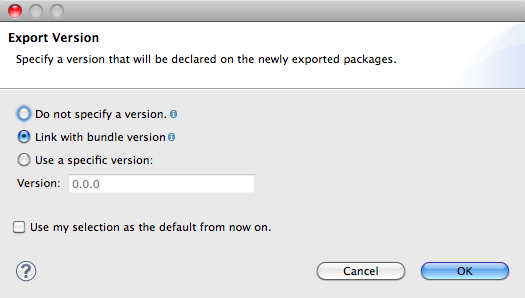 Export Version
Specify a version that will be declared on the newly exported packages.
Do not specify a version.
Link with bundle version
Use a specific version:
Version: 0.0.0
Use my selection as the default from now on.
? Cancel OK